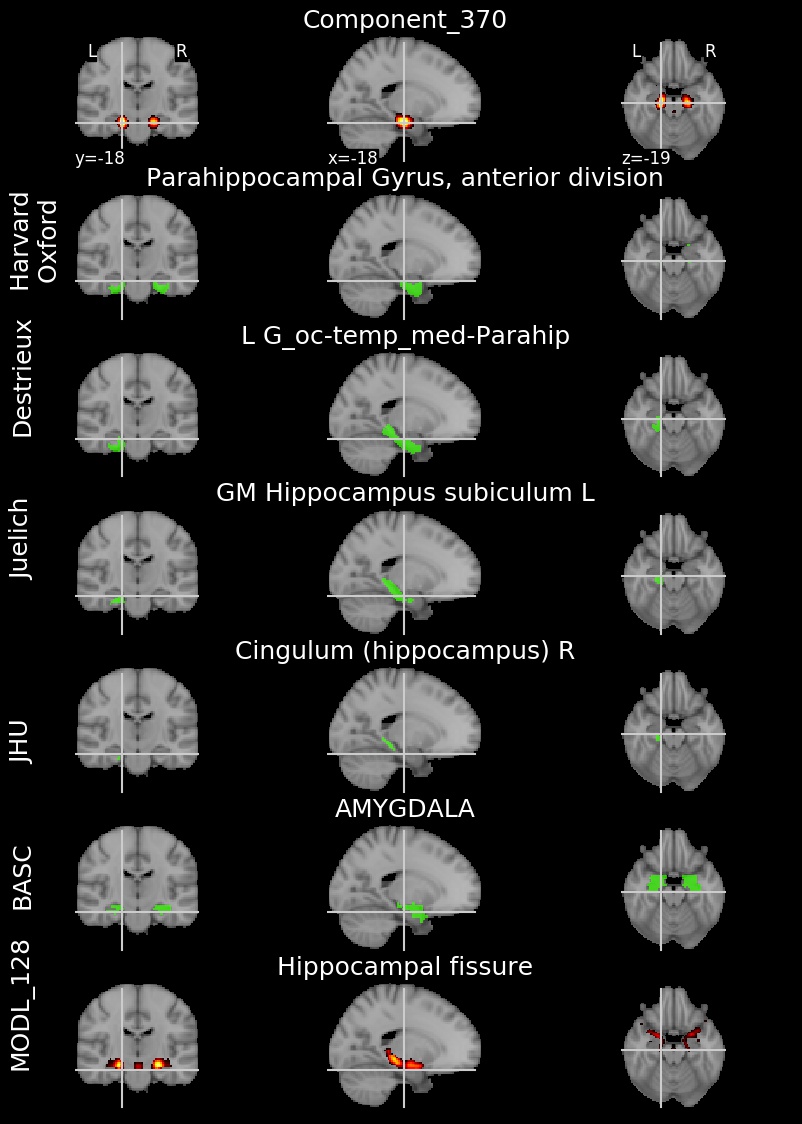 Component_370
L R
L R
y=-18
x=-18
z=-19
Parahippocampal Gyrus, anterior division
Harvard
Oxford
L G_oc-temp_med-Parahip
Destrieux
GM Hippocampus subiculum L
Juelich
Cingulum (hippocampus) R
JHU
AMYGDALA
BASC
Hippocampal fissure
MODL_128